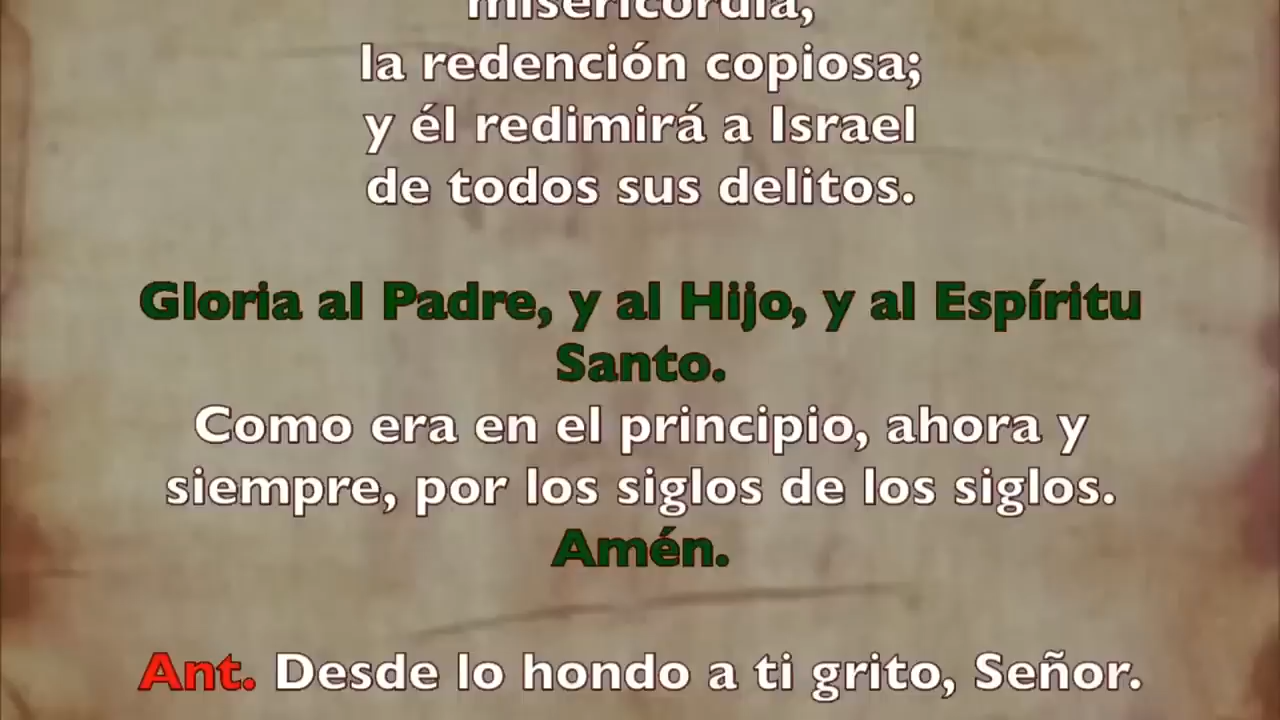 misericordia,
la redención copiosa;
y él redimirá a Israel
de todos sus delitos.
Gloria al Padre, y al Hijo, y al Espíritu
Santo.
Como era en el principio, ahora y
siempre, por los siglos de los siglos.
Amén.
Ant. Desde lo hondo a ti grito, Señor.